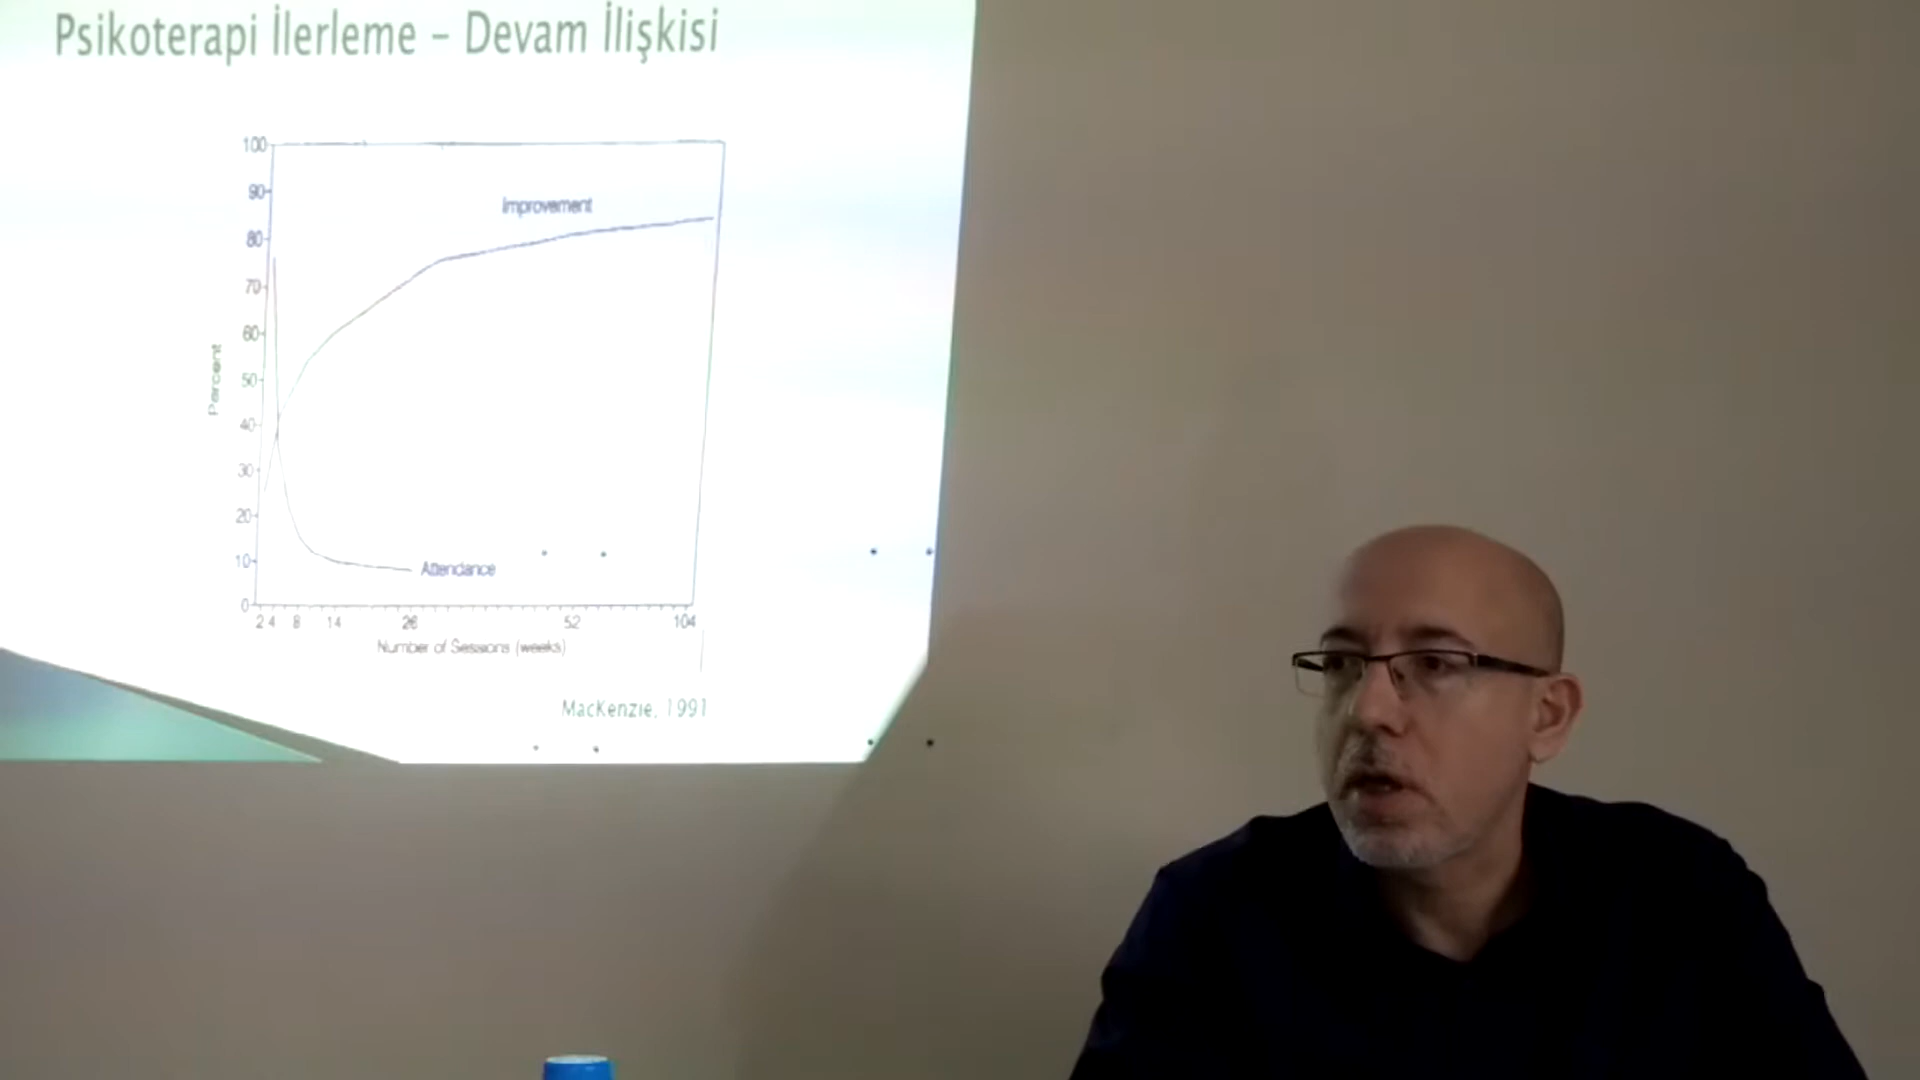 Psikoterapi İlerleme – Devam İlişkisi
100
90
Improvement
80
70
60
50
40
30
20
10
Attendance
0
2 4 8 14 26 52 104
Percent
Number of Sessions (weeks)
MacKenzie, 1991